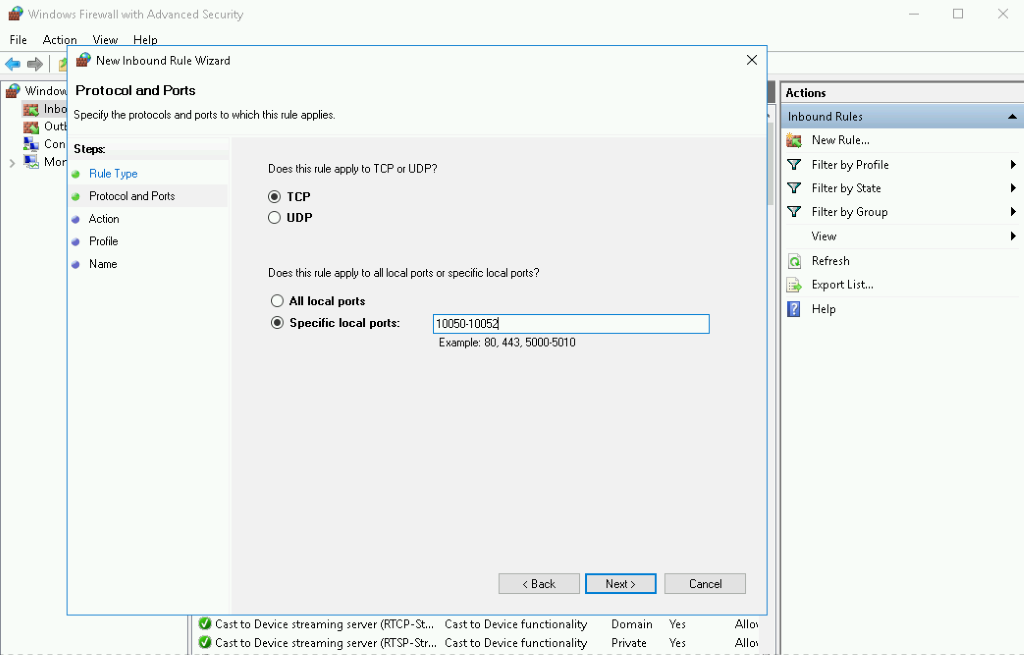 Windows Firewall with Advanced Security
File Action View Help
New Inbound Rule Wizard
Protocol and Ports
Specify the protocols and ports to which this rule applies.
Steps:
Rule Type
Protocol and Ports
Action
Profile
Name
Does this rule apply to TCP or UDP?
TCP
UDP
Does this rule apply to all local ports or specific local ports?
All local ports
Specific local ports: 10050-10052
Example: 80, 443, 5000-5010
< Back Next > Cancel
Window
Inbo
Outb
Con
Mon
Actions
Inbound Rules
New Rule...
Filter by Profile
Filter by State
Filter by Group
View
Refresh
Export List...
Help
Cast to Device streaming server (RTCP-St... Cast to Device functionality Domain Yes Allow
Cast to Device streaming server (RTSP-Str... Cast to Device functionality Private Yes Allow